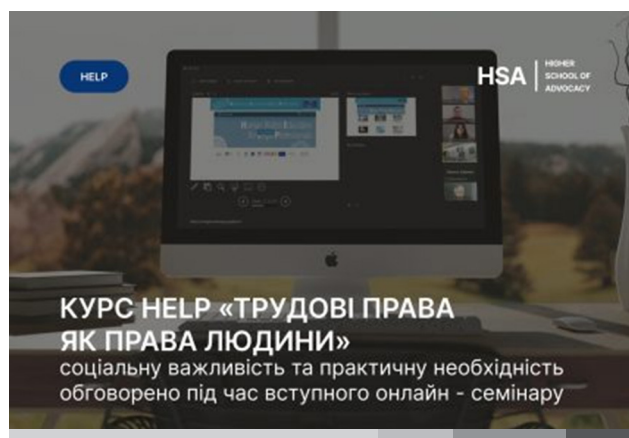 HELP
HSA
HIGHER
SCHOOL OF
ADVOCACY
КУРС HELP «ТРУДОВІ ПРАВА
ЯК ПРАВА ЛЮДИНИ»
соціальну важливість та практичну необхідність
обговорено під час вступного онлайн - семінару